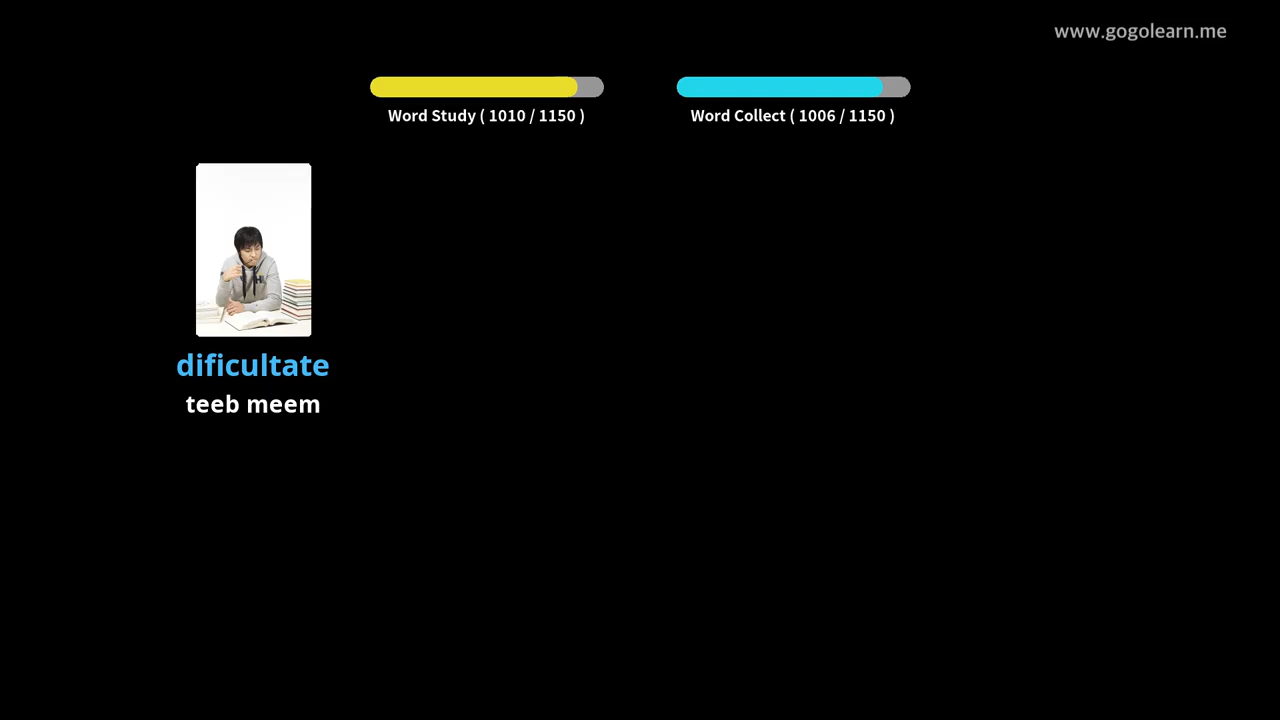 www.gogolearn.me
Word Study ( 1010 / 1150 )
Word Collect ( 1006 / 1150 )
dificultate
teeb meem